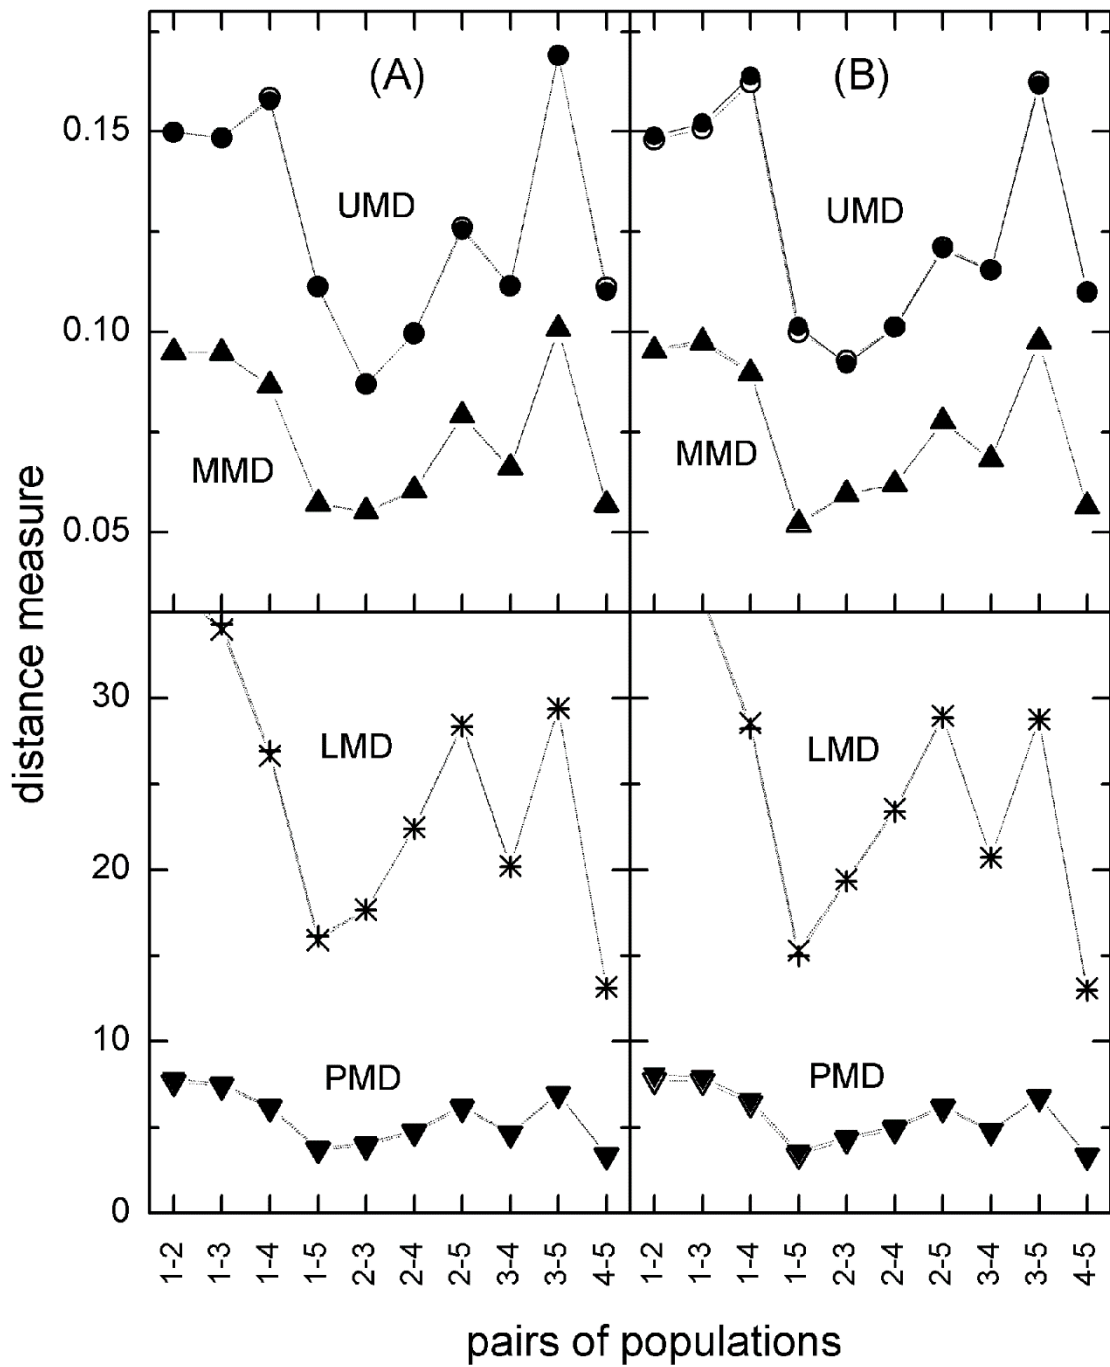 (A)
(B)
0.15
UMD
UMD
0.10
MMD
MMD
0.05
distance measure
30
LMD
LMD
20
10
PMD
PMD
0
1-2 1-3 1-4 1-5 2-3 2-4 2-5 3-4 3-5 4-5 1-2 1-3 1-4 1-5 2-3 2-4 2-5 3-4 3-5 4-5
pairs of populations